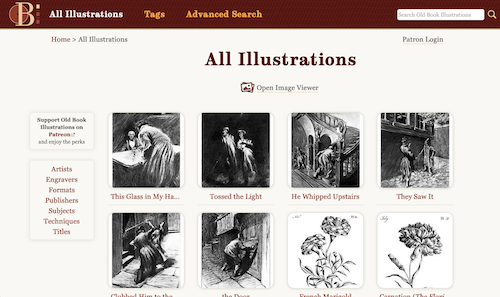 All Illustrations Tags Advanced Search Search Old Book Illustrations
Home > All Illustrations Patron Login
All Illustrations
Open Image Viewer
Support Old Book
Illustrations on
Patreon
and enjoy the perks
Artists
Engravers
Formats
Publishers
Subjects
Techniques
Titles
This Glass in My Ha...
Tossed the Light
He Whipped Upstairs
They Saw It
Clubbed Him to the...
the Door
French Marigold
Carnation (The Flori...